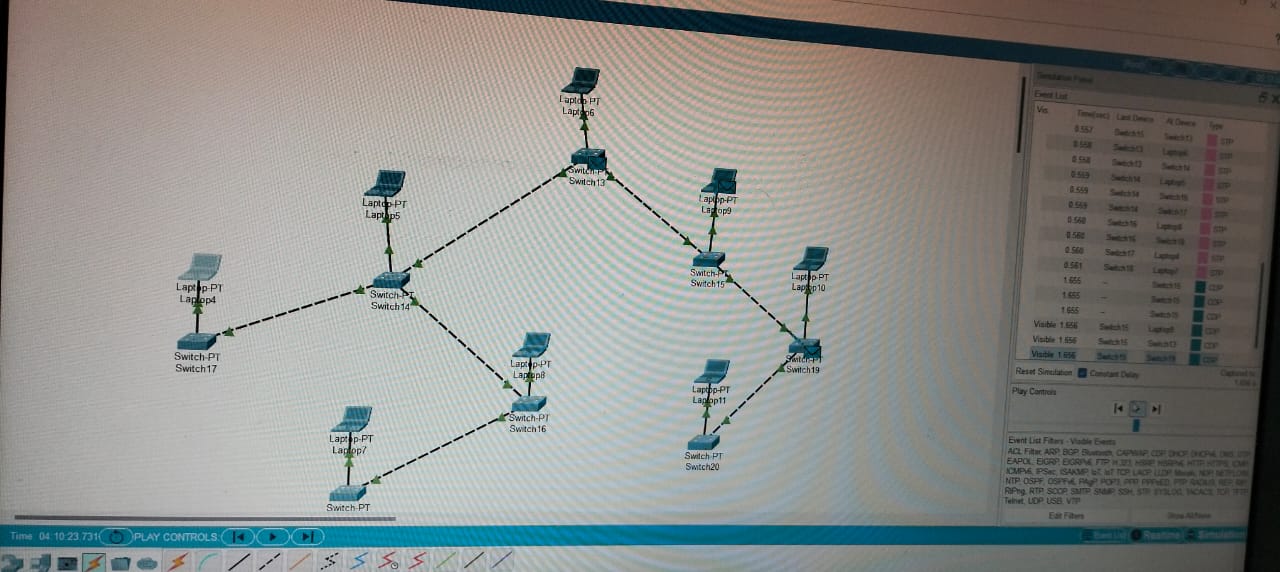 Laptop-PT
Laptop6
Switch-PT
Switch13
Laptop-PT
Laptop5
Switch-PT
Switch14
Laptop-PT
Laptop9
Switch-PT
Switch15
Laptop-PT
Laptop4
Switch-PT
Switch17
Laptop-PT
Laptop10
Switch-PT
Switch19
Laptop-PT
Laptop8
Switch-PT
Switch16
Laptop-PT
Laptop11
Switch-PT
Switch20
Laptop-PT
Laptop7
Switch-PT
Simulation Panel
Event List
Vis. Time(sec) Last Device At Device Type
0.557 Switch15 Switch13 STP
0.558 Switch13 Laptop6 STP
0.558 Switch13 Switch14 STP
0.559 Switch14 Laptop5 STP
0.559 Switch14 Switch16 STP
0.559 Switch14 Switch17 STP
0.560 Switch16 Laptop8 STP
0.560 Switch16 Switch18 STP
0.560 Switch17 Laptop4 STP
0.561 Switch18 Laptop7 STP
1.655 -- Switch15 CDP
1.655 -- Switch15 CDP
1.655 -- Switch15 CDP
Visible 1.656 Switch15 Laptop9 CDP
Visible 1.656 Switch15 Switch13 CDP
Visible 1.656 Switch15 Switch19 CDP
Reset Simulation Constant Delay Captured to:
1.656 s
Play Controls
Event List Filters - Visible Events
ACL Filter, ARP, BGP, Bluetooth, CAPWAP, CDP, DHCP, DHCPv6, DNS, DTP,
EAPOL, EIGRP, EIGRPv6, FTP, H.323, HSRP, HSRPv6, HTTP, HTTPS, ICMP,
ICMPv6, IPSec, ISAKMP, IoT, IoT TCP, LACP, LLDP, Meraki, NDP, NETFLOW,
NTP, OSPF, OSPFv6, PAgP, POP3, PPP, PPPoED, PTP, RADIUS, REP, RIP,
RIPng, RTP, SCCP, SMTP, SNMP, SSH, STP, SYSLOG, TACACS, TCP, TFTP,
Telnet, UDP, USB, VTP
Edit Filters Show All/None
Time 04:10:23.731 PLAY CONTROLS: Event List Realtime Simulation